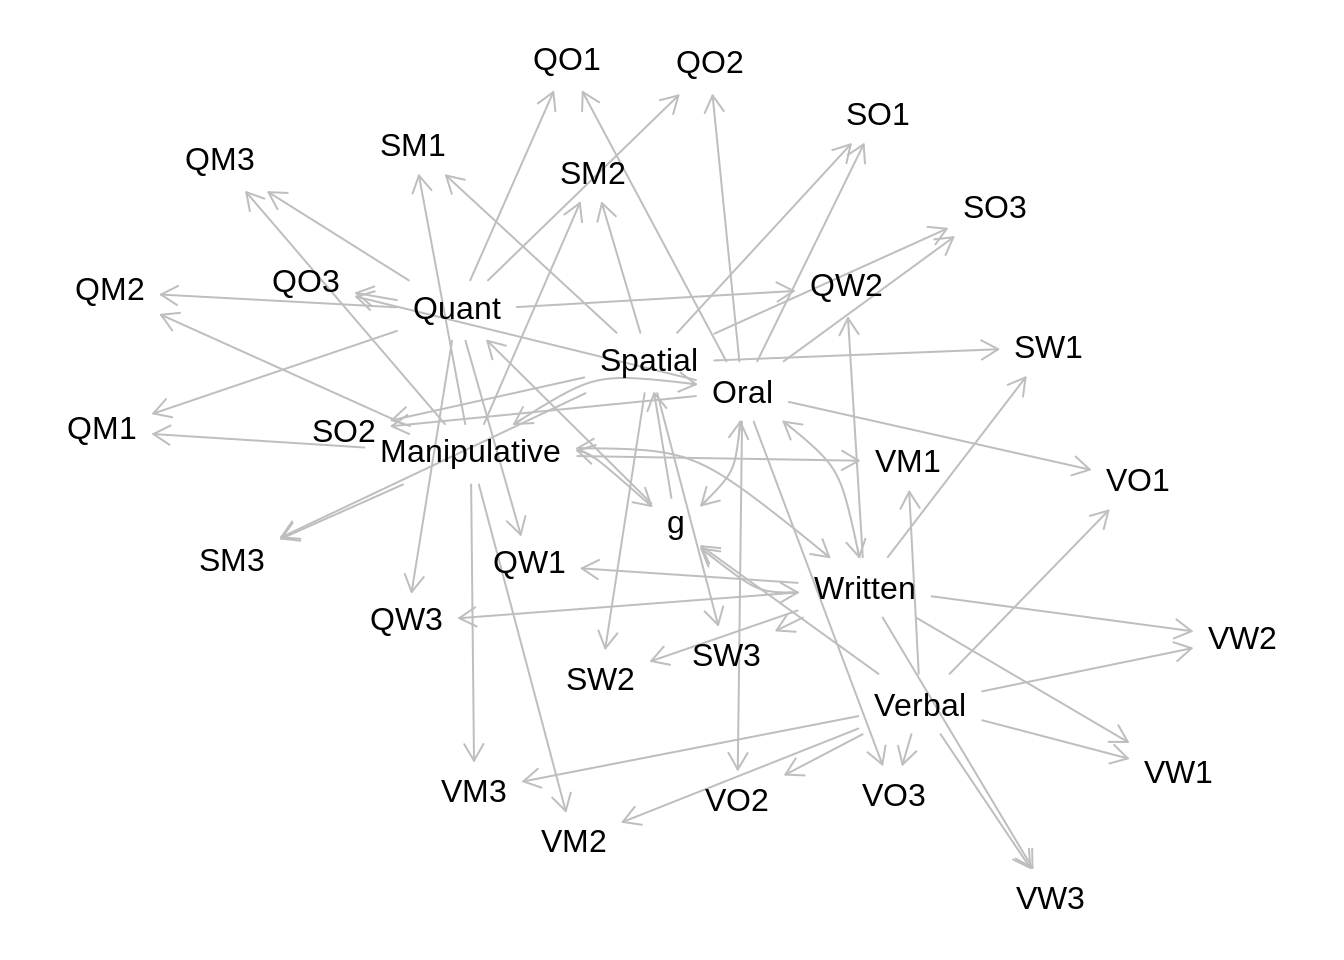 QO1
QO2
SO1
SM1
QM3
SM2
SO3
QO3
QW2
QM2
Quant
SW1
Spatial
Oral
QM1
SO2
Manipulative
VM1
VO1
g
SM3
QW1
Written
QW3
VW2
SW3
SW2
Verbal
VW1
VM3
VO3
VO2
VM2
VW3